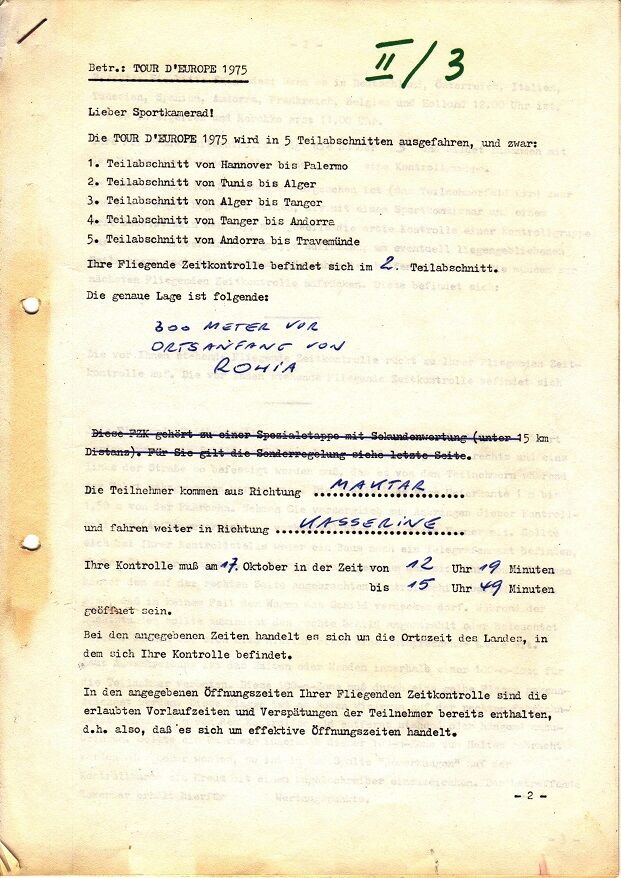 II/3
Betr.: TOUR D'EUROPE 1975
Lieber Sportkamerad!
Die TOUR D'EUROPE 1975 wird in 5 Teilabschnitten ausgefahren, und zwar:
1. Teilabschnitt von Hannover bis Palermo
2. Teilabschnitt von Tunis bis Alger
3. Teilabschnitt von Alger bis Tanger
4. Teilabschnitt von Tanger bis Andorra
5. Teilabschnitt von Andorra bis Travemünde
Ihre Fliegende Zeitkontrolle befindet sich im 2. Teilabschnitt.
Die genaue Lage ist folgende:
300 METER VOR
ORTSANFANG VON
ROHIA
Diese FZK gehört zu einer Spezialetappe mit Sekundenwertung (unter 15 km
Distanz). Für Sie gilt die Sonderregelung siehe letzte Seite.
Die Teilnehmer kommen aus Richtung MAKTAR
und fahren weiter in Richtung KASSERINE
Ihre Kontrolle muß am 17. Oktober in der Zeit von 12 Uhr 19 Minuten
bis 15 Uhr 49 Minuten
geöffnet sein.
Bei den angegebenen Zeiten handelt es sich um die Ortszeit des Landes, in
dem sich Ihre Kontrolle befindet.
In den angegebenen Öffnungszeiten Ihrer Fliegenden Zeitkontrolle sind die
erlaubten Vorlaufzeiten und Verspätungen der Teilnehmer bereits enthalten,
d.h. also, daß es sich um effektive Öffnungszeiten handelt.
- 2 -